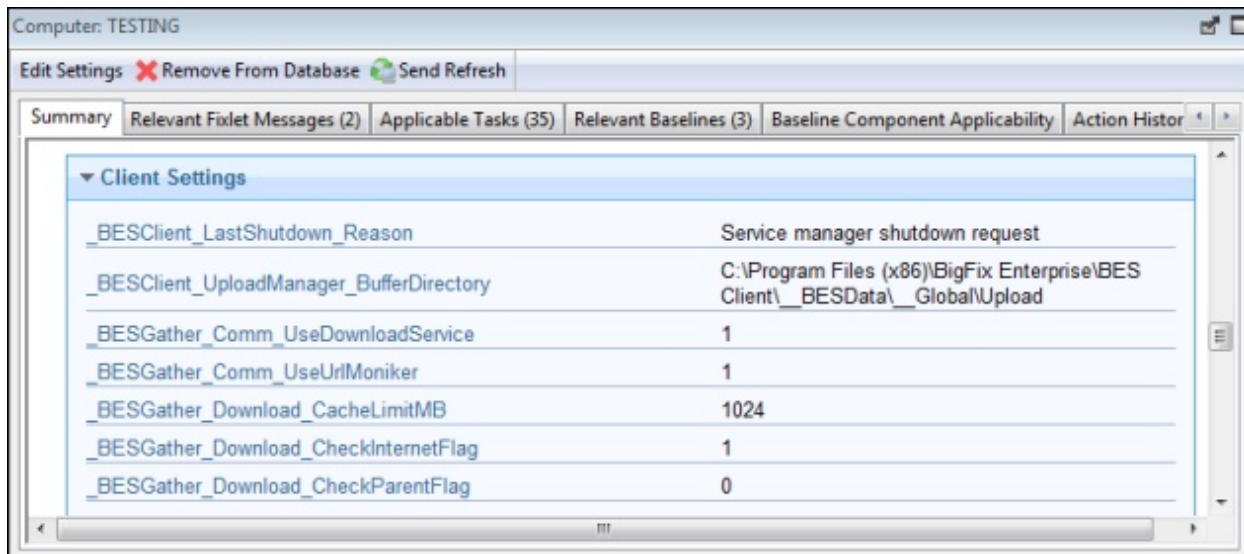 Computer: TESTING
Edit Settings Remove From Database Send Refresh
Summary Relevant Fixlet Messages (2) Applicable Tasks (35) Relevant Baselines (3) Baseline Component Applicability Action Histor
Client Settings
_BESClient_LastShutdown_Reason Service manager shutdown request
_BESClient_UploadManager_BufferDirectory C:\Program Files (x86)\BigFix Enterprise\BES
Client\__BESData\__Global\Upload
_BESGather_Comm_UseDownloadService 1
_BESGather_Comm_UseUrlMoniker 1
_BESGather_Download_CacheLimitMB 1024
_BESGather_Download_CheckInternetFlag 1
_BESGather_Download_CheckParentFlag 0